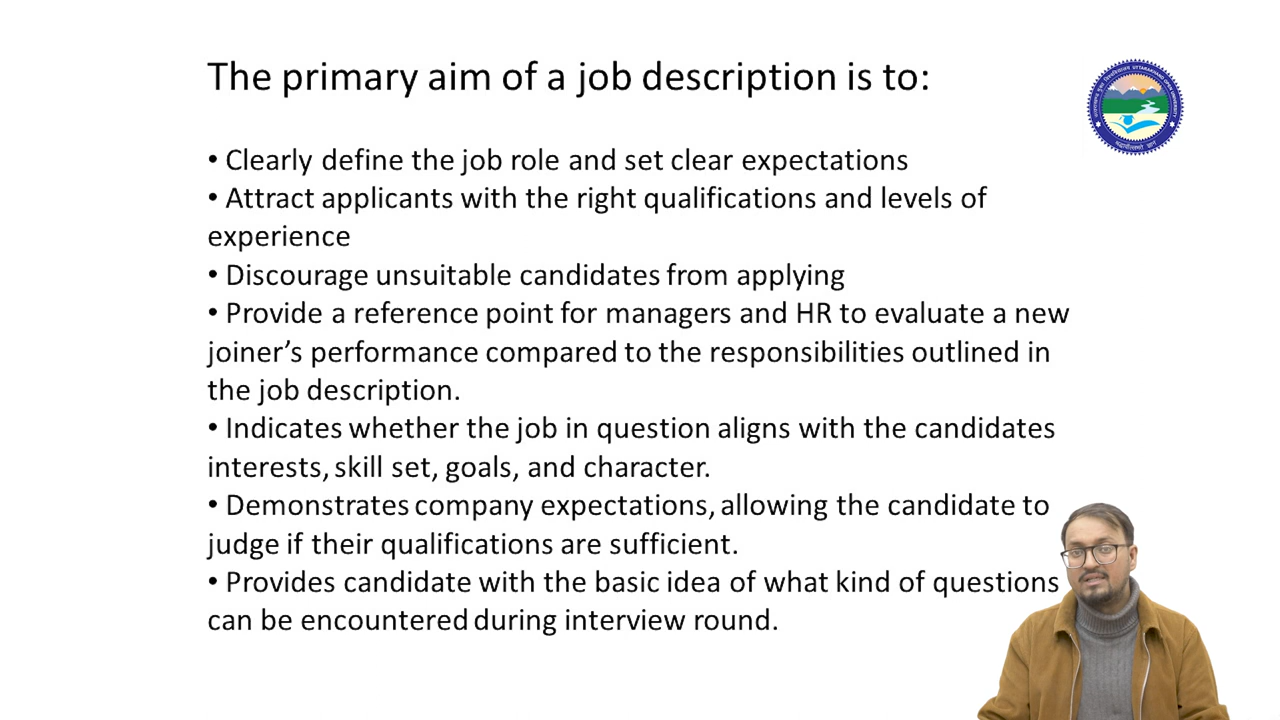 The primary aim of a job description is to:
• Clearly define the job role and set clear expectations
• Attract applicants with the right qualifications and levels of
experience
• Discourage unsuitable candidates from applying
• Provide a reference point for managers and HR to evaluate a new
joiner’s performance compared to the responsibilities outlined in
the job description.
• Indicates whether the job in question aligns with the candidates
interests, skill set, goals, and character.
• Demonstrates company expectations, allowing the candidate to
judge if their qualifications are sufficient.
• Provides candidate with the basic idea of what kind of questions
can be encountered during interview round.